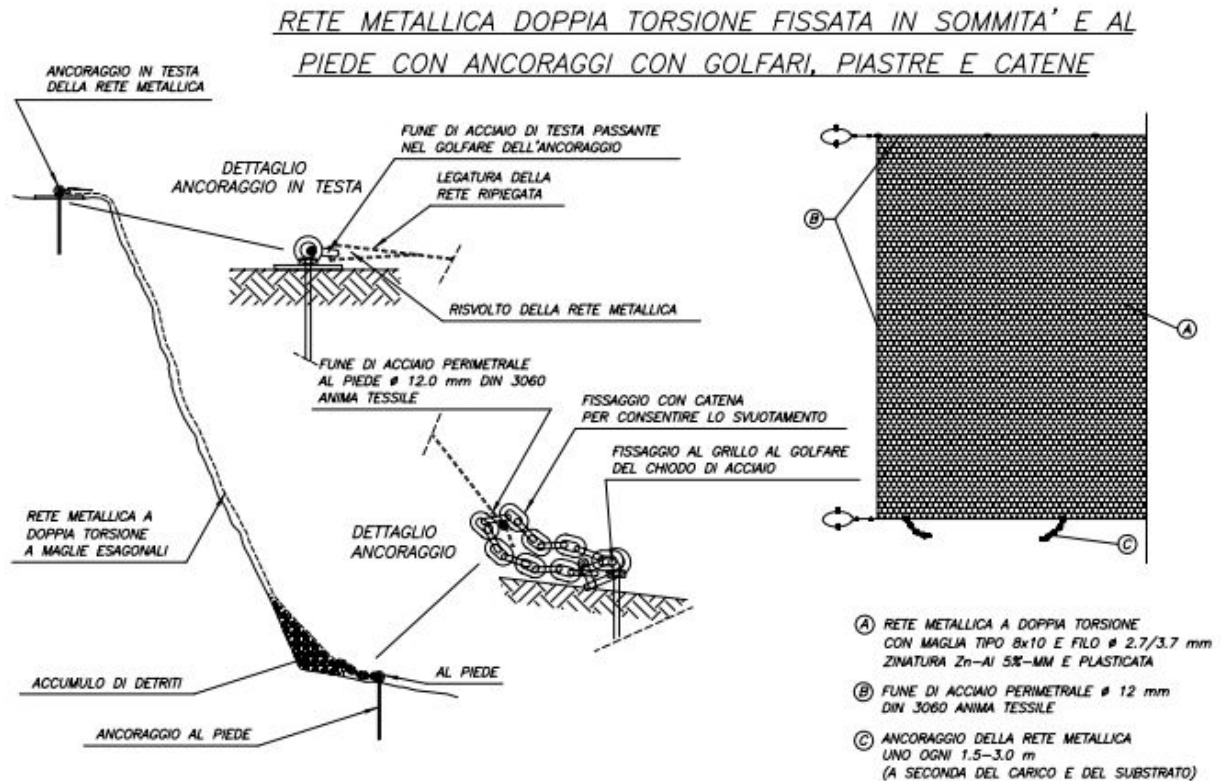 RETE METALLICA DOPPIA TORSIONE FISSATA IN SOMMITA' E AL
PIEDE CON ANCORAGGI CON GOLFARI, PIASTRE E CATENE
ANCORAGGIO IN TESTA
DELLA RETE METALLICA
FUNE DI ACCIAIO DI TESTA PASSANTE
NEL GOLFARE DELL'ANCORAGGIO
DETTAGLIO
ANCORAGGIO IN TESTA
LEGATURA DELLA
RETE RIPIEGATA
RISVOLTO DELLA RETE METALLICA
FUNE DI ACCIAIO PERIMETRALE
AL PIEDE ø 12.0 mm DIN 3060
ANIMA TESSILE
FISSAGGIO CON CATENA
PER CONSENTIRE LO SVUOTAMENTO
FISSAGGIO AL GRILLO AL GOLFARE
DEL CHIODO DI ACCIAIO
RETE METALLICA A
DOPPIA TORSIONE
A MAGLIE ESAGONALI
DETTAGLIO
ANCORAGGIO
ACCUMULO DI DETRITI
AL PIEDE
ANCORAGGIO AL PIEDE
B
A
C
A RETE METALLICA A DOPPIA TORSIONE
CON MAGLIA TIPO 8x10 E FILO ø 2.7/3.7 mm
ZINATURA Zn-Al 5%-MM E PLASTICATA
B FUNE DI ACCIAIO PERIMETRALE ø 12 mm
DIN 3060 ANIMA TESSILE
C ANCORAGGIO DELLA RETE METALLICA
UNO OGNI 1.5-3.0 m
(A SECONDA DEL CARICO E DEL SUBSTRATO)